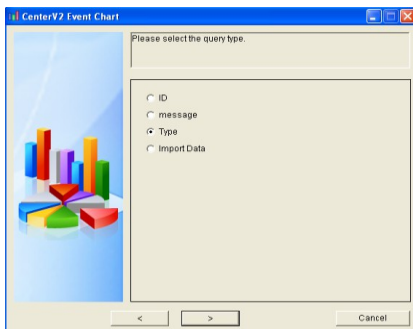 CenterV2 Event Chart
Please select the query type.
ID
message
Type
Import Data
< > Cancel